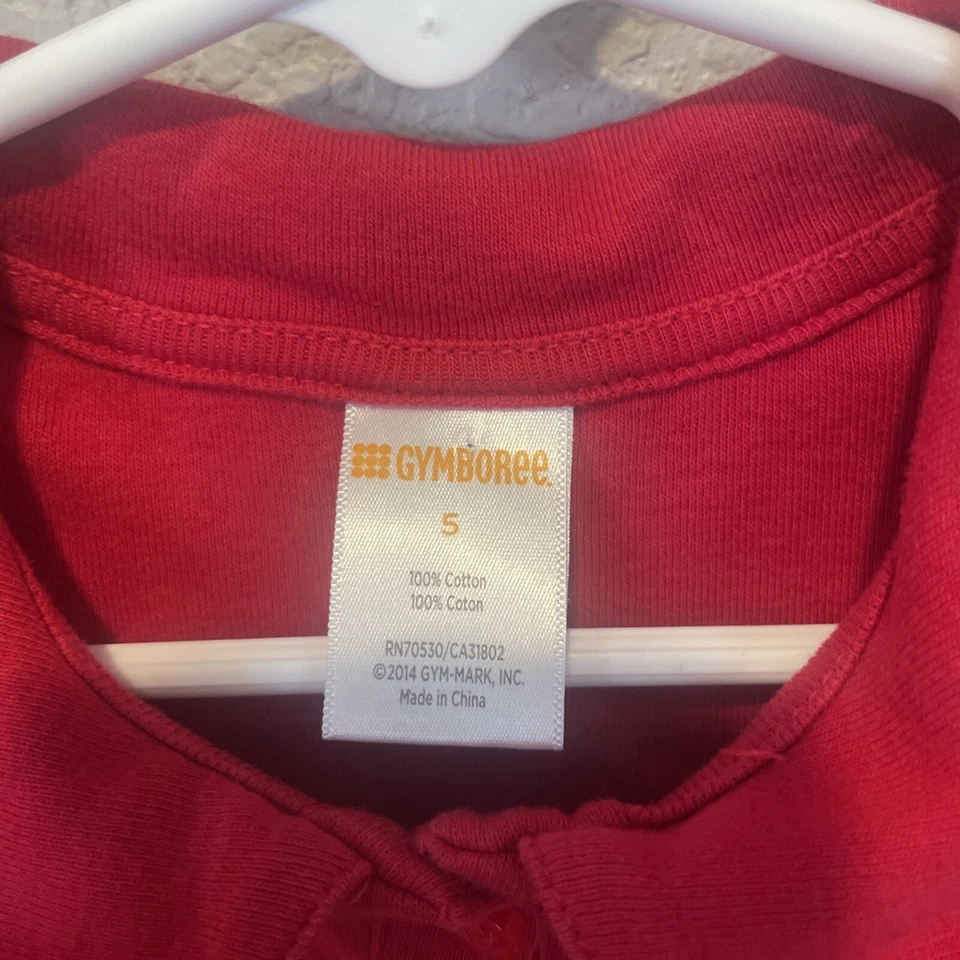 GYMBOREE
5
100% Cotton
100% Coton
RN70530/CA31802
©2014 GYM-MARK, INC.
Made in China